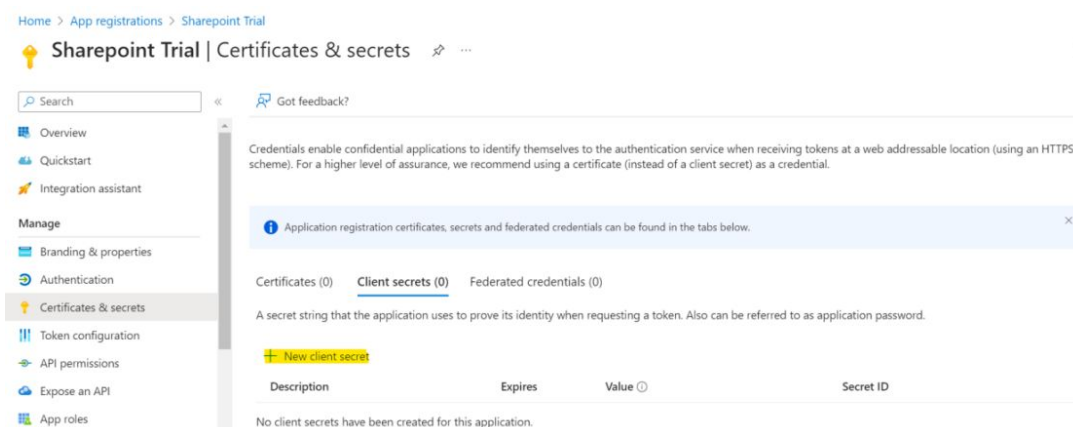 Home > App registrations > Sharepoint Trial
Sharepoint Trial | Certificates & secrets
Search
Got feedback?
Overview
Quickstart
Integration assistant
Manage
Branding & properties
Authentication
Certificates & secrets
Token configuration
API permissions
Expose an API
App roles
Credentials enable confidential applications to identify themselves to the authentication service when receiving tokens at a web addressable location (using an HTTPS
scheme). For a higher level of assurance, we recommend using a certificate (instead of a client secret) as a credential.
Application registration certificates, secrets and federated credentials can be found in the tabs below.
Certificates (0) Client secrets (0) Federated credentials (0)
A secret string that the application uses to prove its identity when requesting a token. Also can be referred to as application password.
+ New client secret
Description Expires Value Secret ID
No client secrets have been created for this application.